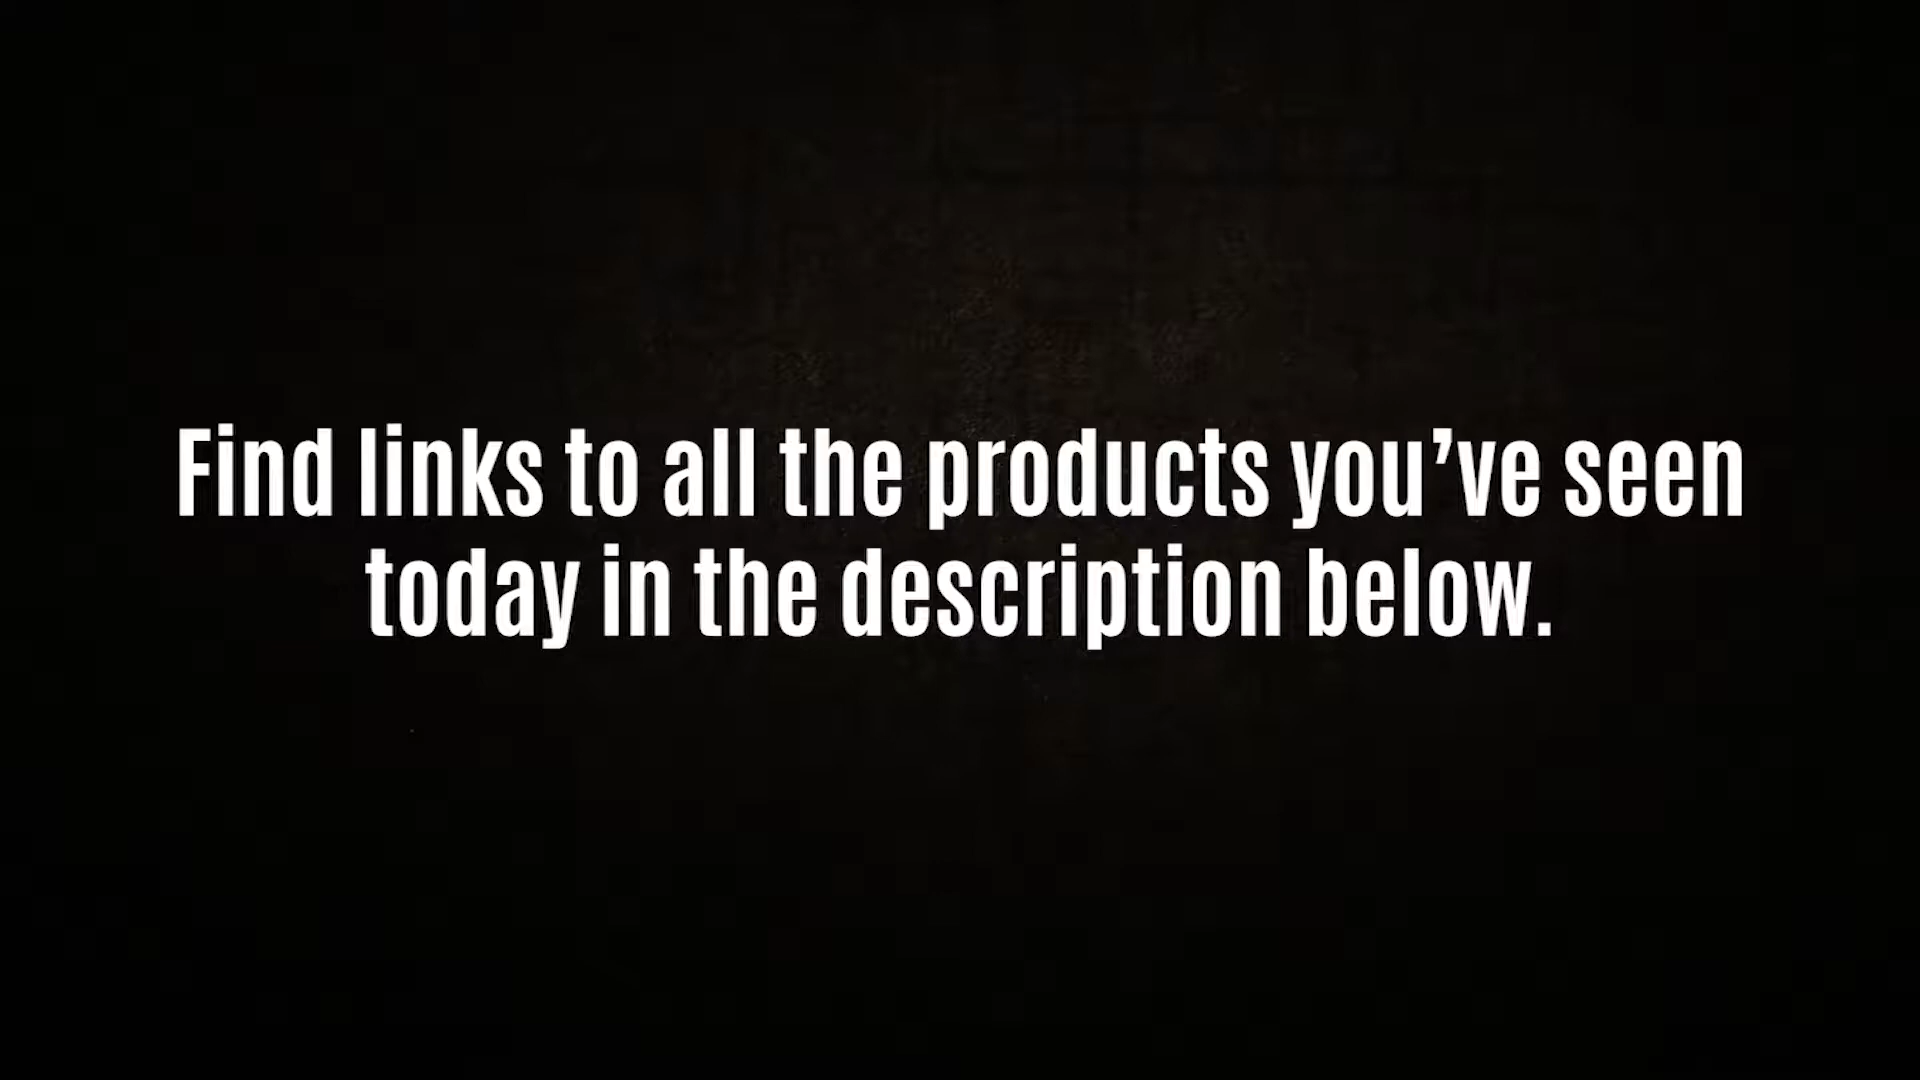 Find links to all the products you’ve seen
today in the description below.